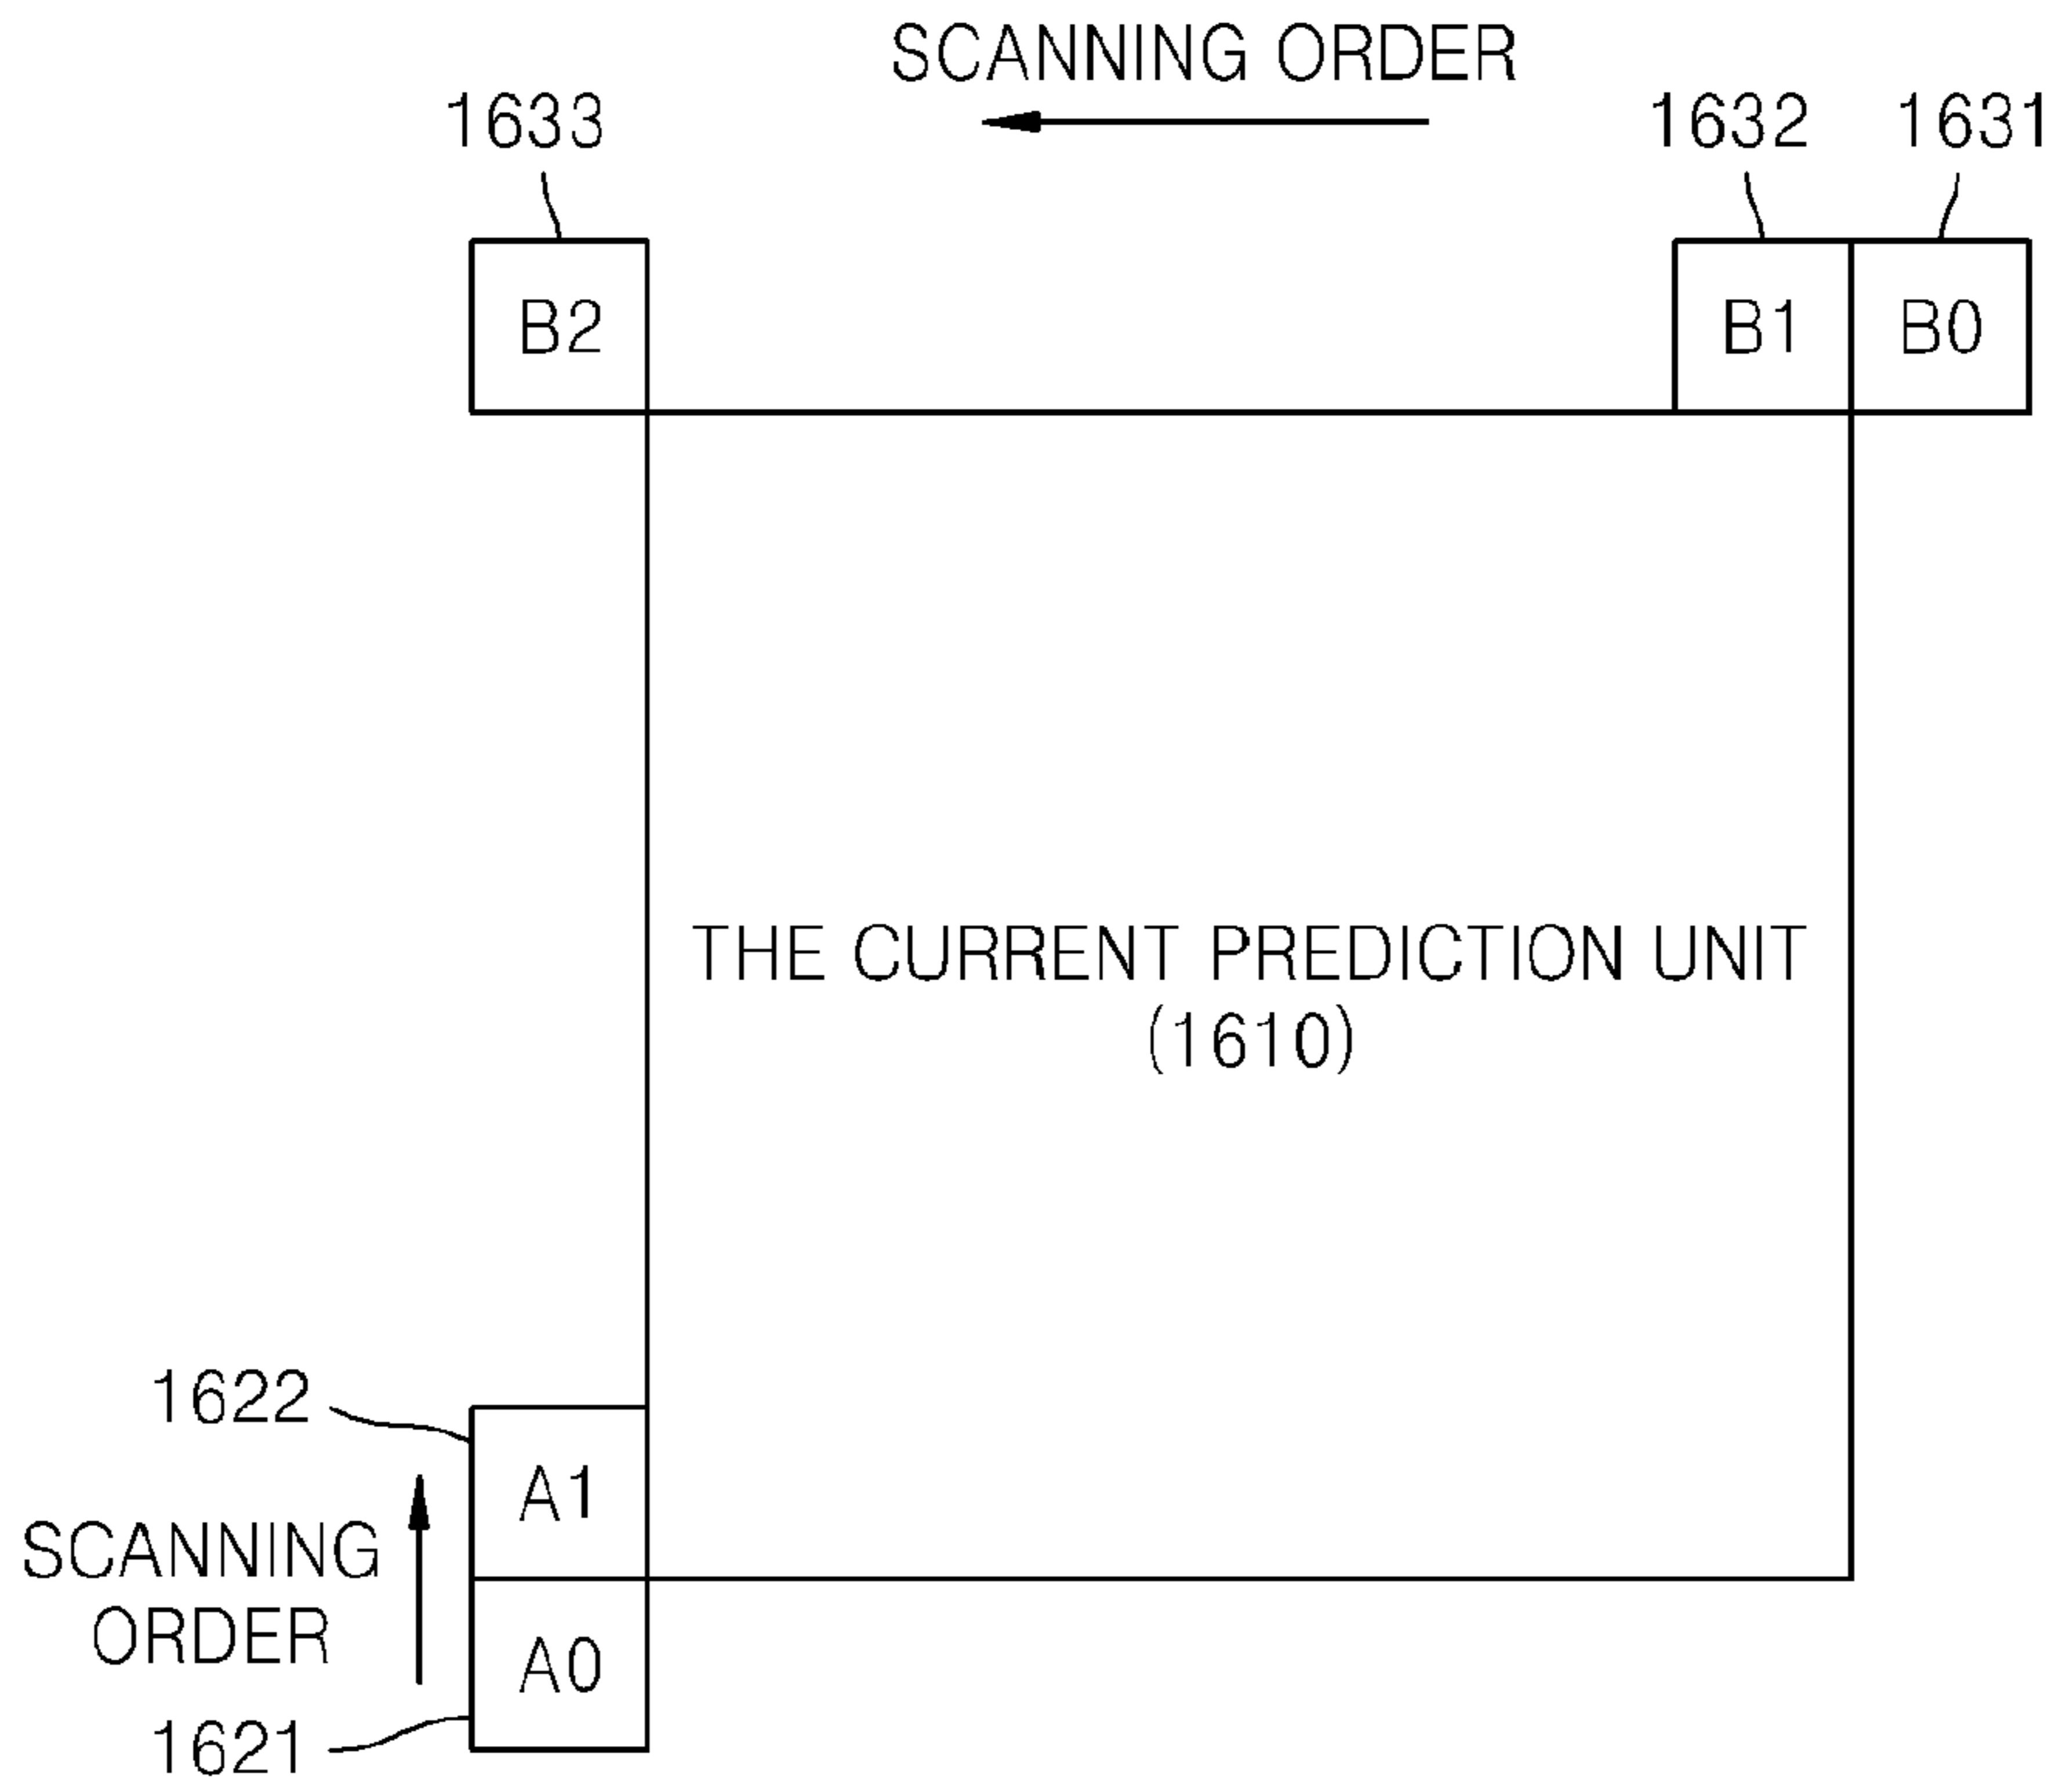 SCANNING ORDER
1633
1632
1631
B2
B1
B0
THE CURRENT PREDICTION UNIT
(1610)
1622
A1
SCANNING
ORDER
A0
1621